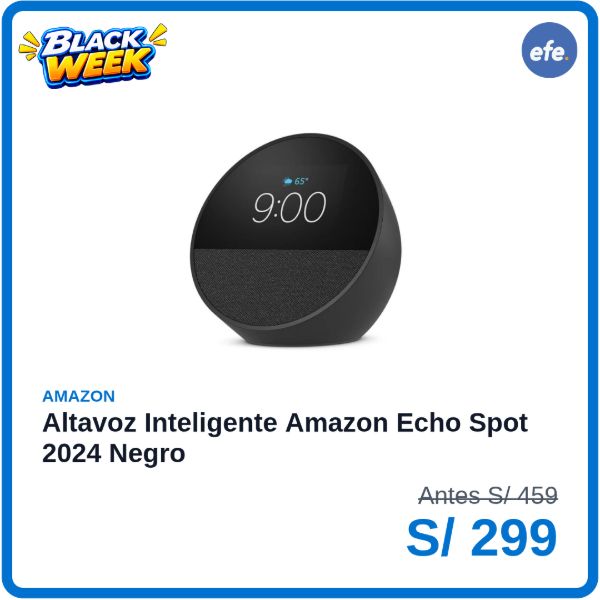 BLACK
WEEK
efe.
65°
9:00
AMAZON
Altavoz Inteligente Amazon Echo Spot
2024 Negro
Antes S/ 459
S/ 299